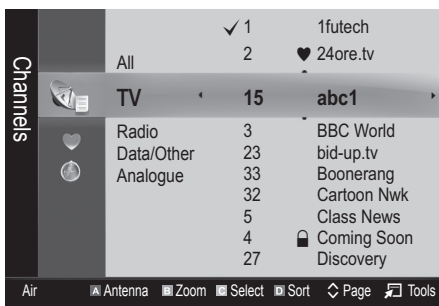 Channels
1 1futech
All 2 24ore.tv
TV 15 abc1
Radio 3 BBC World
Data/Other 23 bid-up.tv
Analogue 33 Boonerang
32 Cartoon Nwk
5 Class News
4 Coming Soon
27 Discovery
Air A Antenna B Zoom C Select D Sort Page Tools